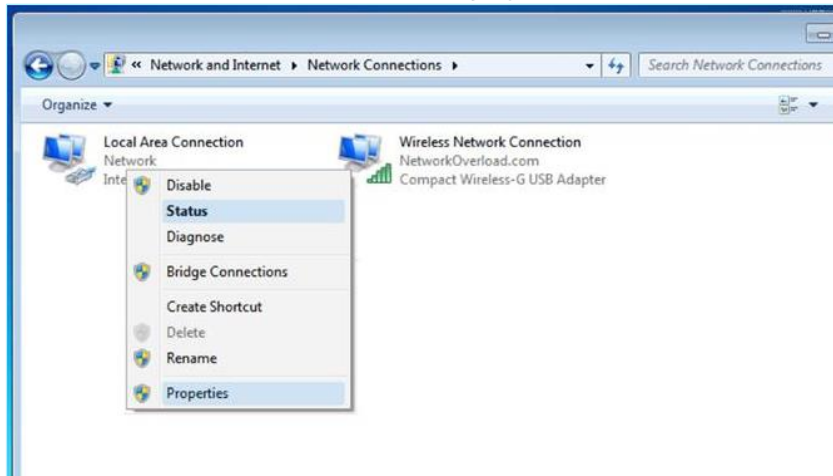 « Network and Internet ▸ Network Connections ▸ Search Network Connections
Organize
Local Area Connection
Network
Inte
Wireless Network Connection
NetworkOverload.com
Compact Wireless-G USB Adapter
Disable
Status
Diagnose
Bridge Connections
Create Shortcut
Delete
Rename
Properties